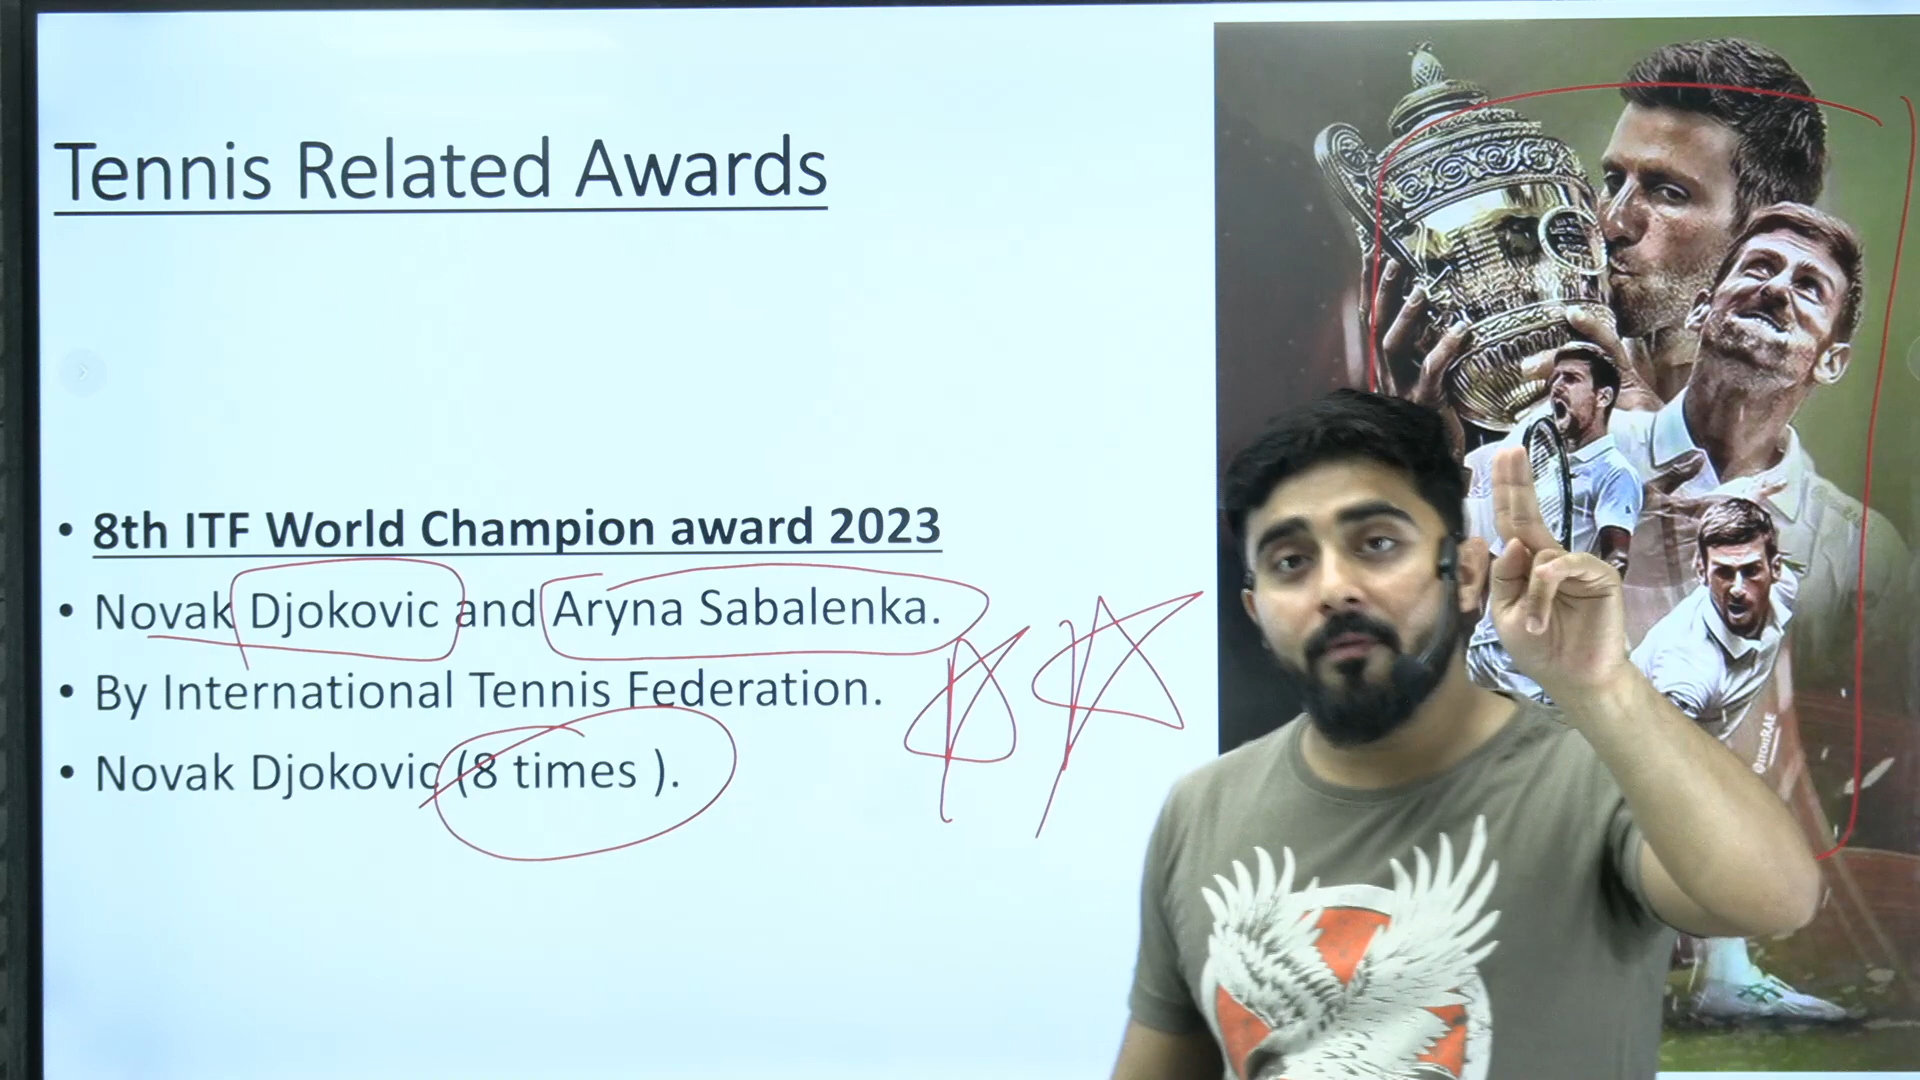 Tennis Related Awards
• 8th ITF World Champion award 2023
• Novak Djokovic and Aryna Sabalenka.
• By International Tennis Federation.
• Novak Djokovic (8 times ).